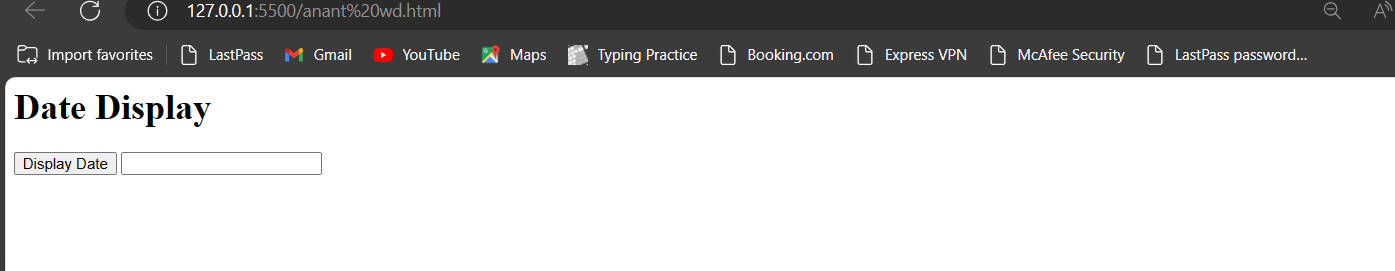 127.0.0.1:5500/anant%20wd.html
Import favorites LastPass Gmail YouTube Maps Typing Practice Booking.com Express VPN McAfee Security LastPass password...
Date Display
Display Date